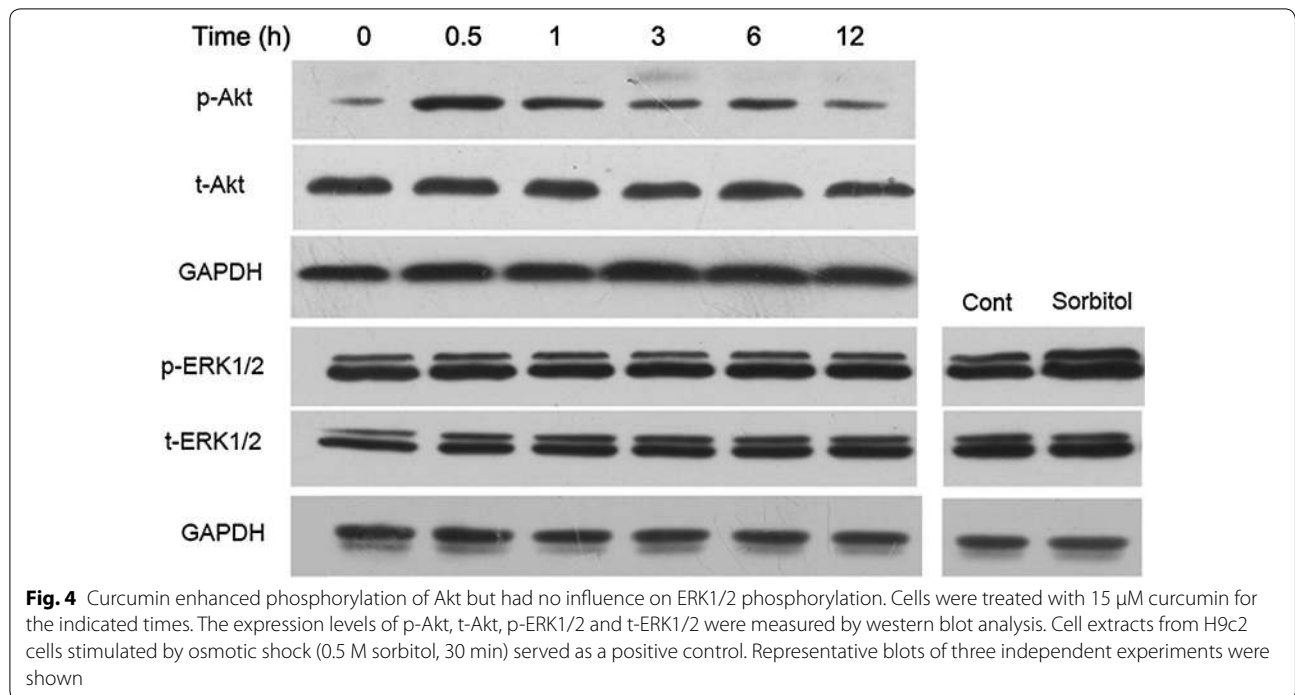 Time (h) 0 0.5 1 3 6 12
p-Akt
t-Akt
GAPDH
Cont Sorbitol
p-ERK1/2
t-ERK1/2
GAPDH
Fig. 4 Curcumin enhanced phosphorylation of Akt but had no influence on ERK1/2 phosphorylation. Cells were treated with 15 µM curcumin for
the indicated times. The expression levels of p-Akt, t-Akt, p-ERK1/2 and t-ERK1/2 were measured by western blot analysis. Cell extracts from H9c2
cells stimulated by osmotic shock (0.5 M sorbitol, 30 min) served as a positive control. Representative blots of three independent experiments were
shown